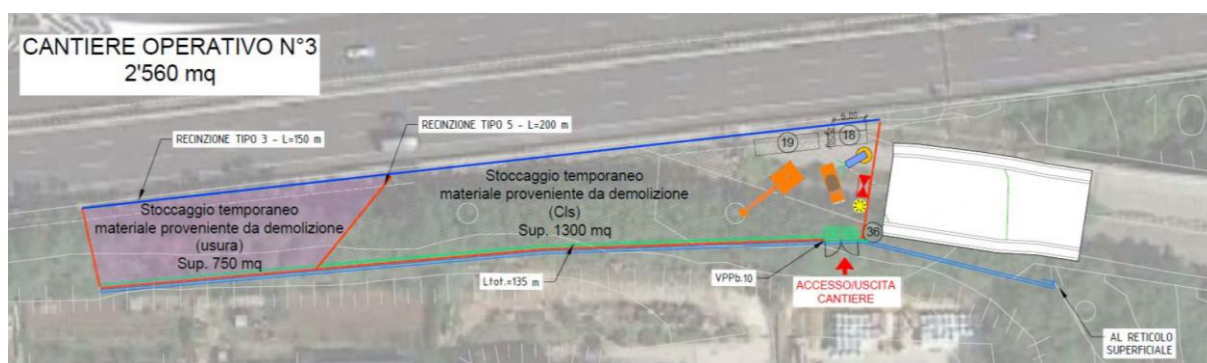 CANTIERE OPERATIVO N°3
2'560 mq
RECINZIONE TIPO 3 - L=150 m
RECINZIONE TIPO 5 - L=200 m
6.00
19
18
Stoccaggio temporaneo
materiale proveniente da demolizione
(usura)
Sup. 750 mq
Stoccaggio temporaneo
materiale proveniente da demolizione
(Cls)
Sup. 1300 mq
36
Ltot.=135 m
VPPb.10
ACCESSO/USCITA
CANTIERE
AL RETICOLO
SUPERFICIALE